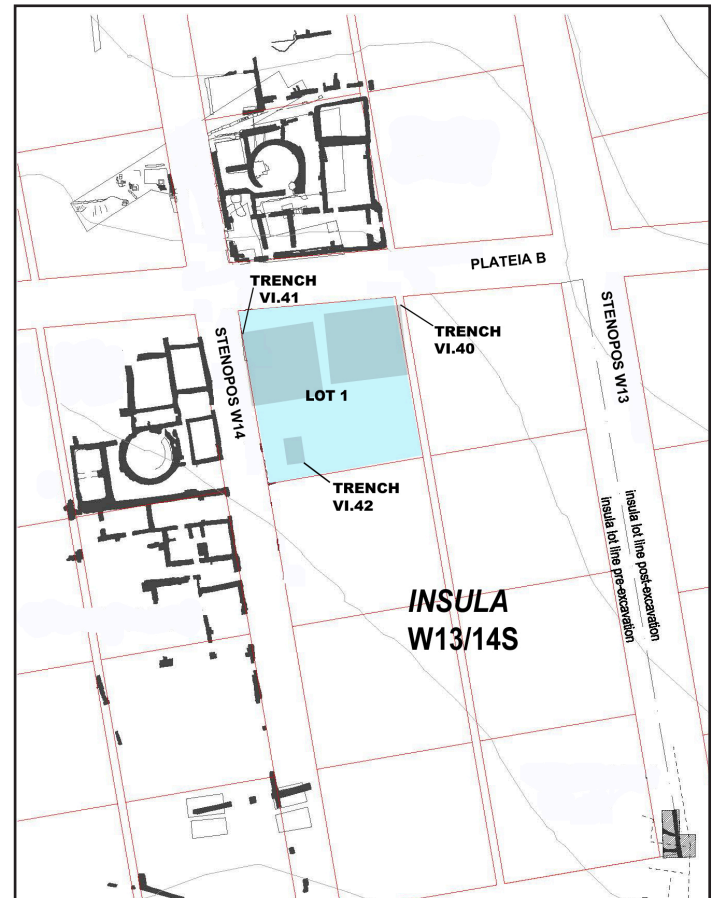 PLATEIA B
TRENCH
VI.41
TRENCH
VI.40
STENOPOS W13
STENOPOS W14
LOT 1
TRENCH
VI.42
insula lot line post-excavation
insula lot line pre-excavation
INSULA
W13/14S